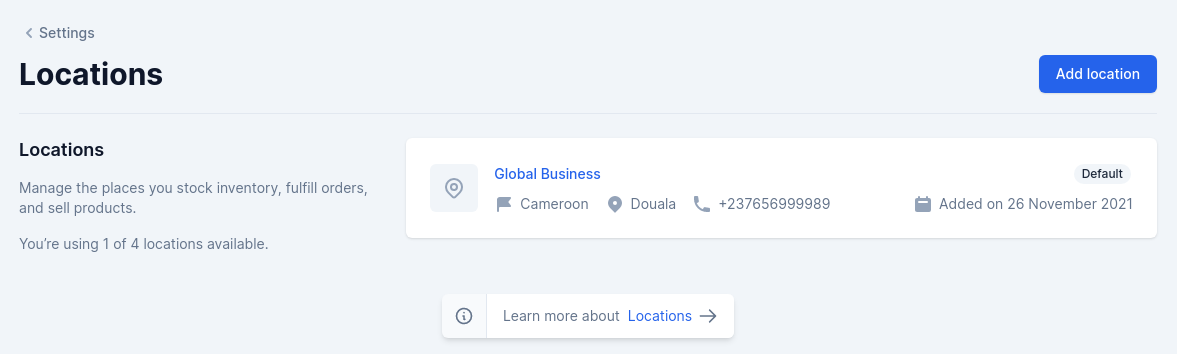 Settings
Locations
Add location
Locations
Manage the places you stock inventory, fulfill orders,
and sell products.
You’re using 1 of 4 locations available.
Global Business
Default
Cameroon Douala +237656999989 Added on 26 November 2021
Learn more about Locations